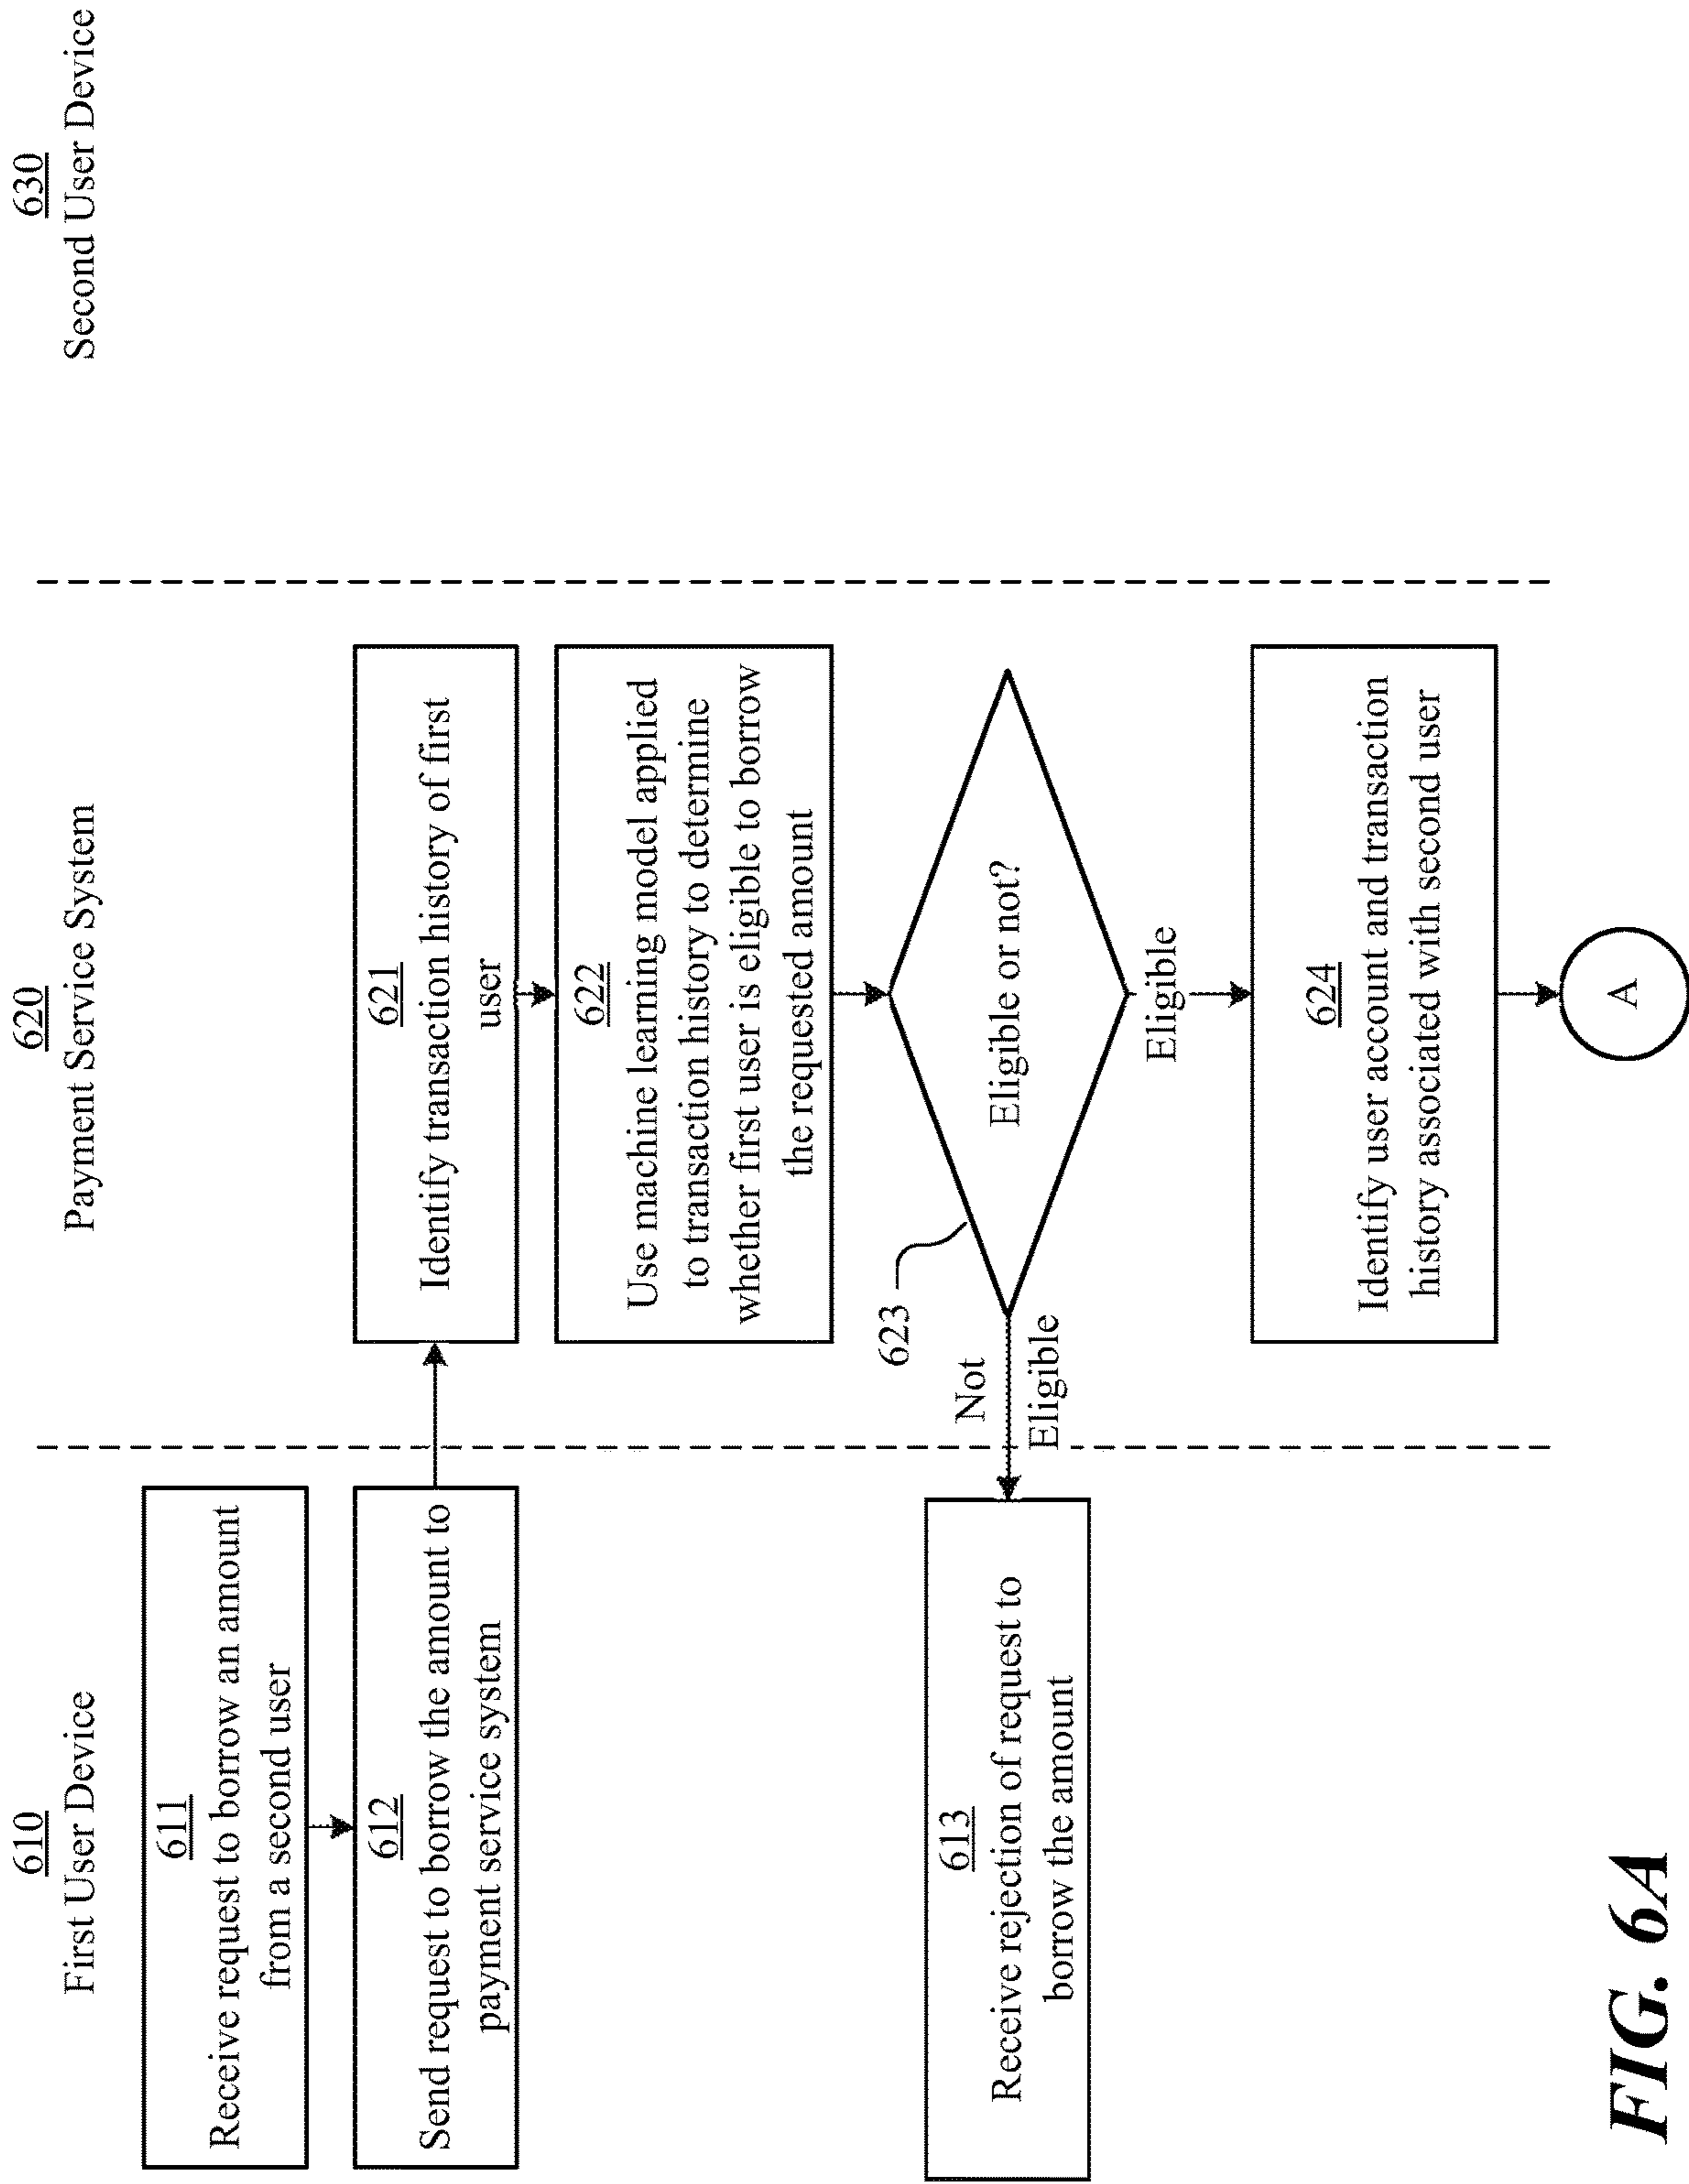 610
First User Device
620
Payment Service System
630
Second User Device
611
Receive request to borrow an amount
from a second user
612
Send request to borrow the amount to
payment service system
621
Identify transaction history of first
user
622
Use machine learning model applied
to transaction history to determine
whether first user is eligible to borrow
the requested amount
623
Eligible or not?
Not
Eligible
613
Receive rejection of request to
borrow the amount
Eligible
624
Identify user account and transaction
history associated with second user
A
FIG. 6A